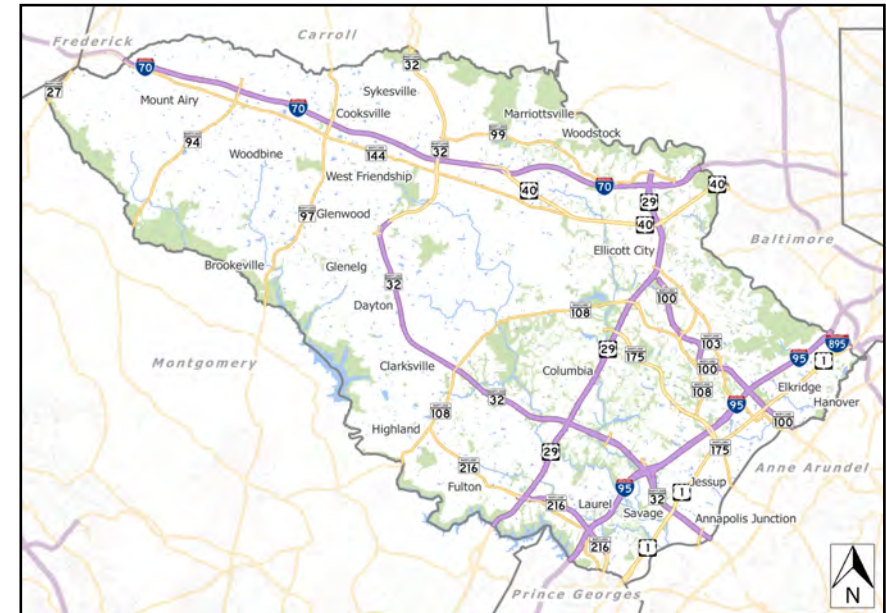 Frederick
Carroll
70
32
27
Mount Airy
70
Sykesville
Cooksville
Marriottsville
99
Woodstock
94
Woodbine
144
32
West Friendship
40
70
29
40
97
Glenwood
40
Ellicott City
Baltimore
Brookeville
Glenelg
32
Dayton
100
108
103
895
95
1
29
175
Montgomery
Clarksville
Columbia
100
108
Elkridge
Hanover
32
95
108
100
Highland
29
175
Anne Arundel
216
Fulton
Jessup
95
1
32
216
Laurel
Savage
Annapolis Junction
216
1
Prince Georges
N